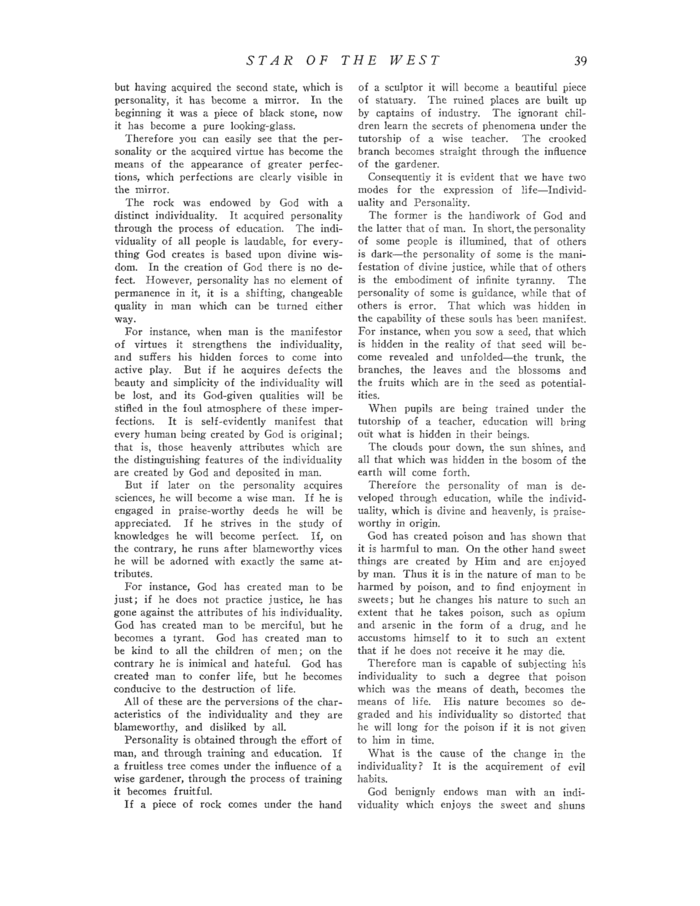 STAR OF THE WEST 39
but having acquired the second state, which is
personality, it has become a mirror. In the
beginning it was a piece of black stone, now
it has become a pure looking-glass.
Therefore you can easily see that the per-
sonality or the acquired virtue has become the
means of the appearance of greater perfec-
tions, which perfections are clearly visible in
the mirror.
The rock was endowed by God with a
distinct individuality. It acquired personality
through the process of education. The indi-
viduality of all people is laudable, for every-
thing God creates is based upon divine wis-
dom. In the creation of God there is no de-
fect. However, personality has no element of
permanence in it, it is a shifting, changeable
quality in man which can be turned either
way.
For instance, when man is the manifestor
of virtues it strengthens the individuality,
and suffers his hidden forces to come into
active play. But if he acquires defects the
beauty and simplicity of the individuality will
be lost, and its God-given qualities will be
stifled in the foul atmosphere of these imper-
fections. It is self-evidently manifest that
every human being created by God is original;
that is, those heavenly attributes which are
the distinguishing features of the individuality
are created by God and deposited in man.
But if later on the personality acquires
sciences, he will become a wise man. If he is
engaged in praise-worthy deeds he will be
appreciated. If he strives in the study of
knowledges he will become perfect. If, on
the contrary, he runs after blameworthy vices
he will be adorned with exactly the same at-
tributes.
For instance, God has created man to be
just; if he does not practice justice, he has
gone against the attributes of his individuality.
God has created man to be merciful, but he
becomes a tyrant. God has created man to
be kind to all the children of men; on the
contrary he is inimical and hateful. God has
created man to confer life, but he becomes
conducive to the destruction of life.
All of these are the perversions of the char-
acteristics of the individuality and they are
blameworthy, and disliked by all.
Personality is obtained through the effort of
man, and through training and education. If
a fruitless tree comes under the influence of a
wise gardener, through the process of training
it becomes fruitful.
If a piece of rock comes under the hand
of a sculptor it will become a beautiful piece
of statuary. The ruined places are built up
by captains of industry. The ignorant chil-
dren learn the secrets of phenomena under the
tutorship of a wise teacher. The crooked
branch becomes straight through the influence
of the gardener.
Consequently it is evident that we have two
modes for the expression of life—Individ-
uality and Personality.
The former is the handiwork of God and
the latter that of man. In short, the personality
of some people is illumined, that of others
is dark—the personality of some is the mani-
festation of divine justice, while that of others
is the embodiment of infinite tyranny. The
personality of some is guidance, while that of
others is error. That which was hidden in
the capability of these souls has been manifest.
For instance, when you sow a seed, that which
is hidden in the reality of that seed will be-
come revealed and unfolded—the trunk, the
branches, the leaves and the blossoms and
the fruits which are in the seed as potential-
ities.
When pupils are being trained under the
tutorship of a teacher, education will bring
out what is hidden in their beings.
The clouds pour down, the sun shines, and
all that which was hidden in the bosom of the
earth will come forth.
Therefore the personality of man is de-
veloped through education, while the individ-
uality, which is divine and heavenly, is praise-
worthy in origin.
God has created poison and has shown that
it is harmful to man. On the other hand sweet
things are created by Him and are enjoyed
by man. Thus it is in the nature of man to be
harmed by poison, and to find enjoyment in
sweets; but he changes his nature to such an
extent that he takes poison, such as opium
and arsenic in the form of a drug, and he
accustoms himself to it to such an extent
that if he does not receive it he may die.
Therefore man is capable of subjecting his
individuality to such a degree that poison
which was the means of death, becomes the
means of life. His nature becomes so de-
graded and his individuality so distorted that
he will long for the poison if it is not given
to him in time.
What is the cause of the change in the
individuality? It is the acquirement of evil
habits.
God benignly endows man with an indi-
viduality which enjoys the sweet and shuns